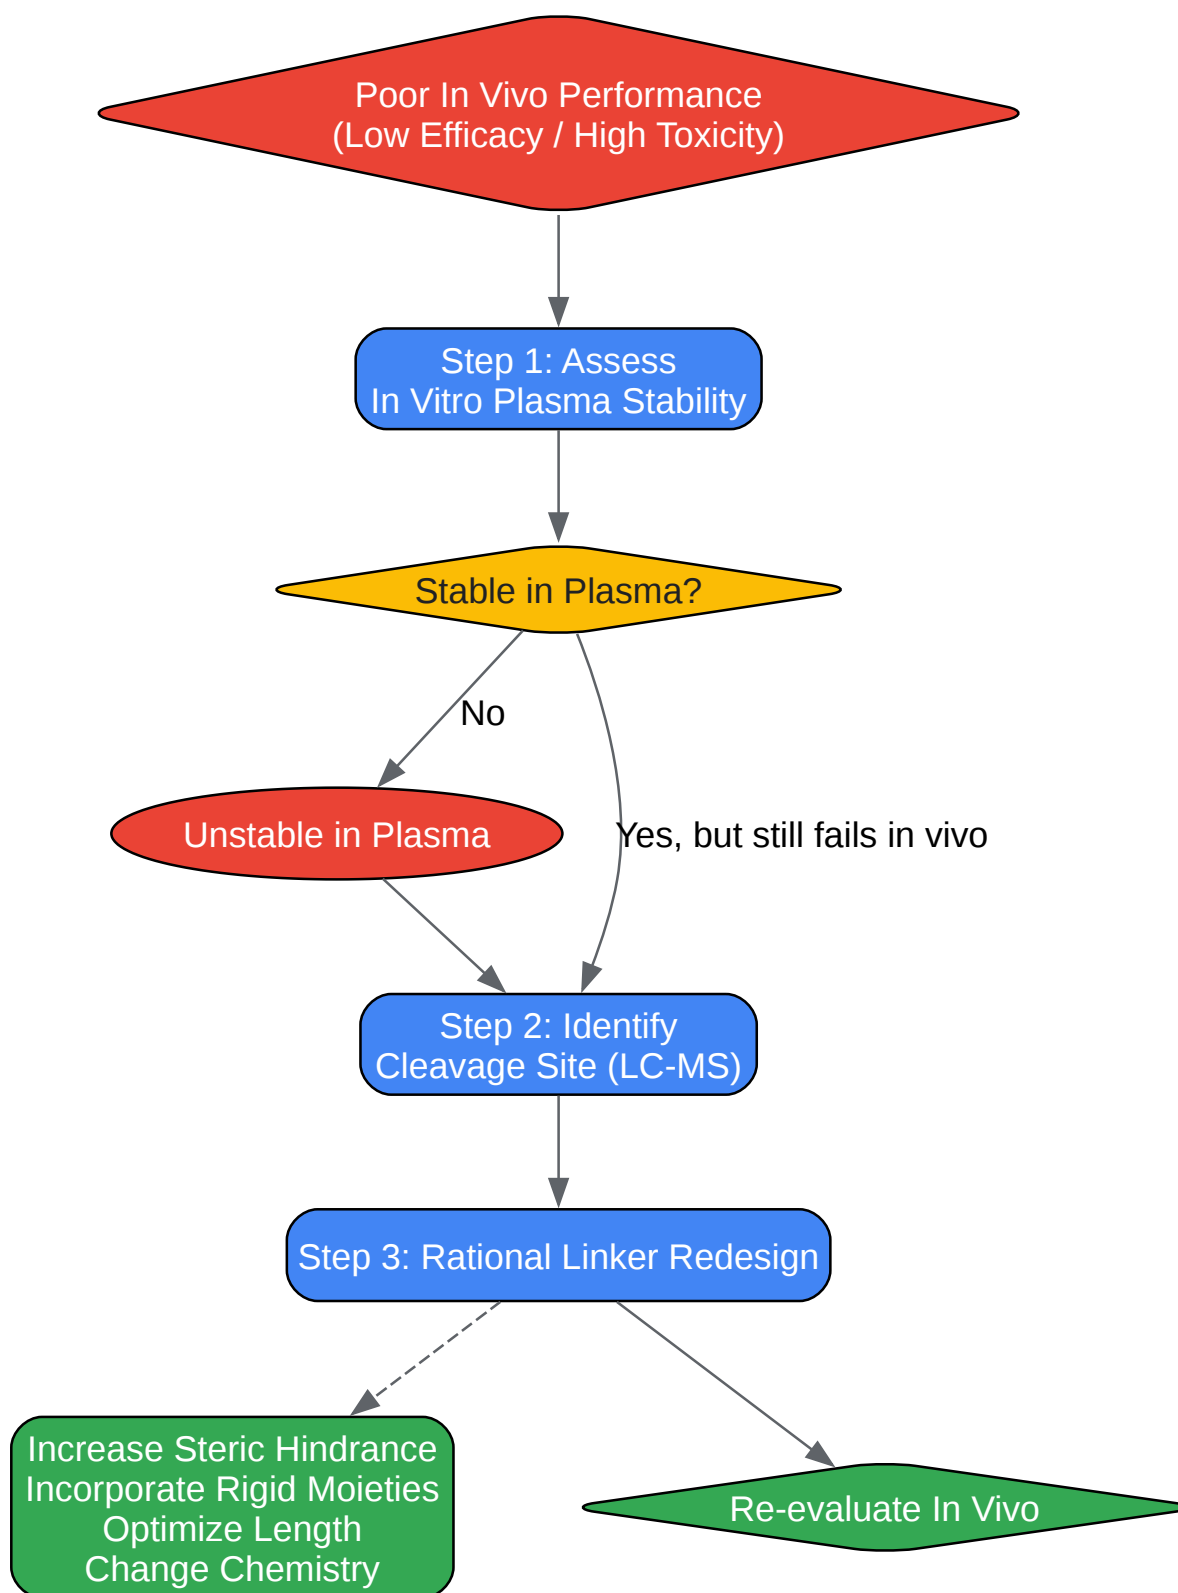 Poor In Vivo Performance
(Low Efficacy / High Toxicity)
Step 1: Assess
In Vitro Plasma Stability
Stable in Plasma?
No
Unstable in Plasma
Yes, but still fails in vivo
Step 2: Identify
Cleavage Site (LC-MS)
Step 3: Rational Linker Redesign
Increase Steric Hindrance
Incorporate Rigid Moieties
Optimize Length
Change Chemistry
Re-evaluate In Vivo